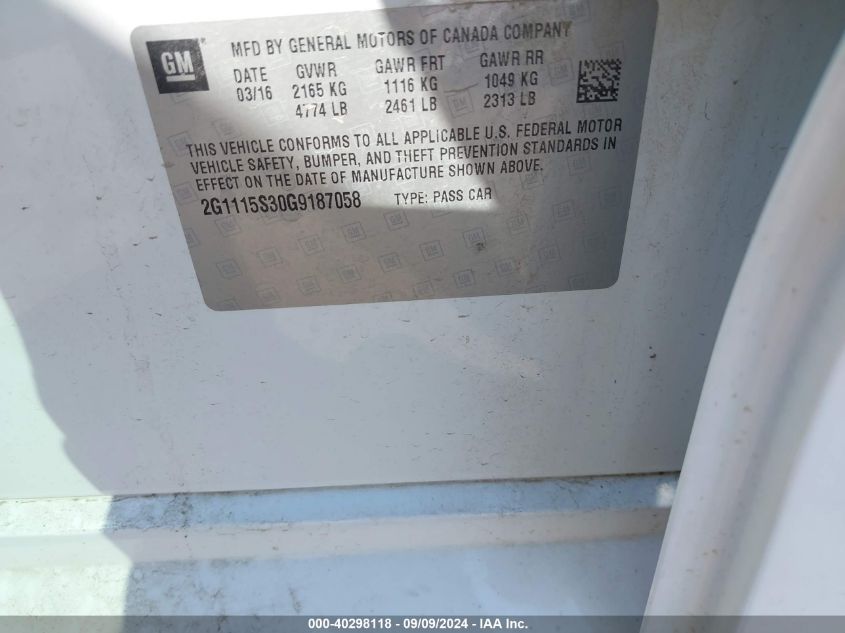 GM
MFD BY GENERAL MOTORS OF CANADA COMPANY
DATE GVWR GAWR FRT GAWR RR
03/16 2165 KG 1116 KG 1049 KG
4774 LB 2461 LB 2313 LB
THIS VEHICLE CONFORMS TO ALL APPLICABLE U.S. FEDERAL MOTOR
VEHICLE SAFETY, BUMPER, AND THEFT PREVENTION STANDARDS IN
EFFECT ON THE DATE OF MANUFACTURE SHOWN ABOVE.
2G1115S30G9187058 TYPE: PASS CAR
000-40298118 - 09/09/2024 - IAA Inc.